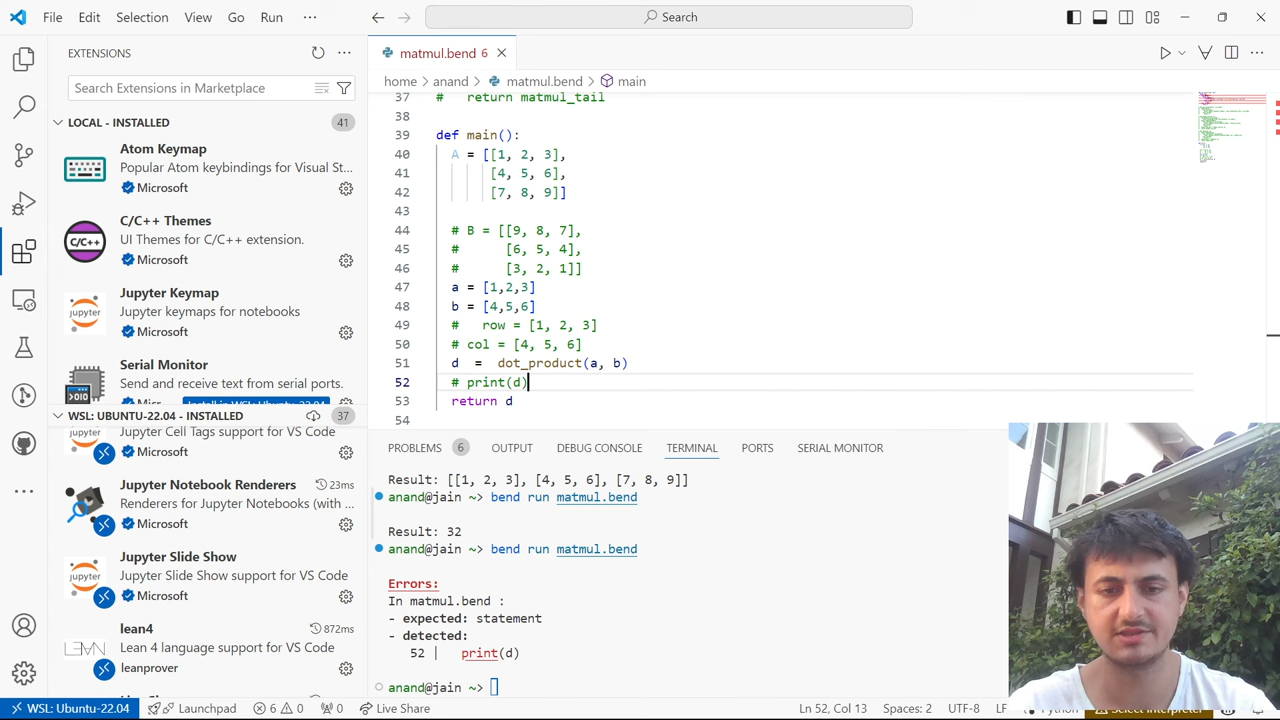 File Edit Selection View Go Run ··· Search
EXTENSIONS
matmul.bend 6
Search Extensions in Marketplace
home > anand > matmul.bend > main
LOCAL - INSTALLED 41
Atom Keymap
Popular Atom keybindings for Visual St...
Microsoft
C/C++ Themes
UI Themes for C/C++ extension.
Microsoft
Jupyter Keymap
Jupyter keymaps for notebooks
Microsoft
Serial Monitor
Send and receive text from serial ports.
WSL: UBUNTU-22.04 - INSTALLED 37
Jupyter Cell Tags support for VS Code
Microsoft
Jupyter Notebook Renderers 23ms
Renderers for Jupyter Notebooks (with ...
Microsoft
Jupyter Slide Show
Jupyter Slide Show support for VS Code
Microsoft
lean4 872ms
Lean 4 language support for VS Code
leanprover
37 # return matmul_tail
38
39 def main():
40 A = [[1, 2, 3],
41 [4, 5, 6],
42 [7, 8, 9]]
43
44 # B = [[9, 8, 7],
45 # [6, 5, 4],
46 # [3, 2, 1]]
47 a = [1,2,3]
48 b = [4,5,6]
49 # row = [1, 2, 3]
50 # col = [4, 5, 6]
51 d = dot_product(a, b)
52 # print(d)
53 return d
54
PROBLEMS 6 OUTPUT DEBUG CONSOLE TERMINAL PORTS SERIAL MONITOR
Result: [[1, 2, 3], [4, 5, 6], [7, 8, 9]]
anand@jain ~> bend run matmul.bend
Result: 32
anand@jain ~> bend run matmul.bend
Errors:
In matmul.bend :
- expected: statement
- detected:
52 | print(d)
anand@jain ~>
WSL: Ubuntu-22.04 Launchpad 6 0 0 Live Share Ln 52, Col 13 Spaces: 2 UTF-8 LF